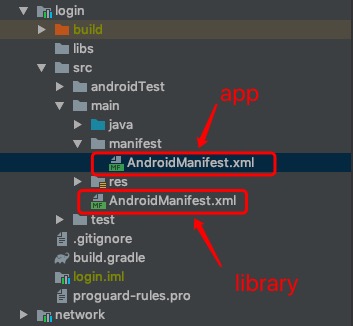 login
build
libs
src
androidTest
app
main
java
manifest
AndroidManifest.xml
res
AndroidManifest.xml
test
.gitignore
build.gradle
library
login.iml
proguard-rules.pro
network